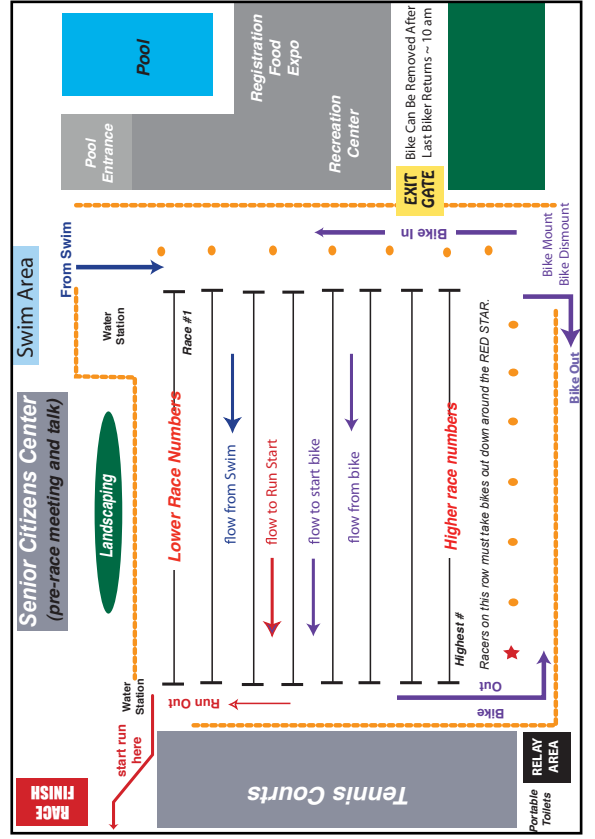 Pool
Pool
Entrance
Registration
Food
Expo
Recreation
Center
Bike Can Be Removed After
Last Biker Returns ~ 10 am
EXIT
GATE
Swim Area
From Swim
Bike In
Bike Mount
Bike Dismount
Bike Out
Water
Station
Race #1
Senior Citizens Center
(pre-race meeting and talk)
Landscaping
Lower Race Numbers
flow from Swim
flow to Run Start
flow to start bike
flow from bike
Higher race numbers
Racers on this row must take bikes out down around the RED STAR.
Highest #
Water
Station
Run Out
Bike
Out
start run
here
RACE
FINISH
Tennis Courts
RELAY
AREA
Portable
Toilets